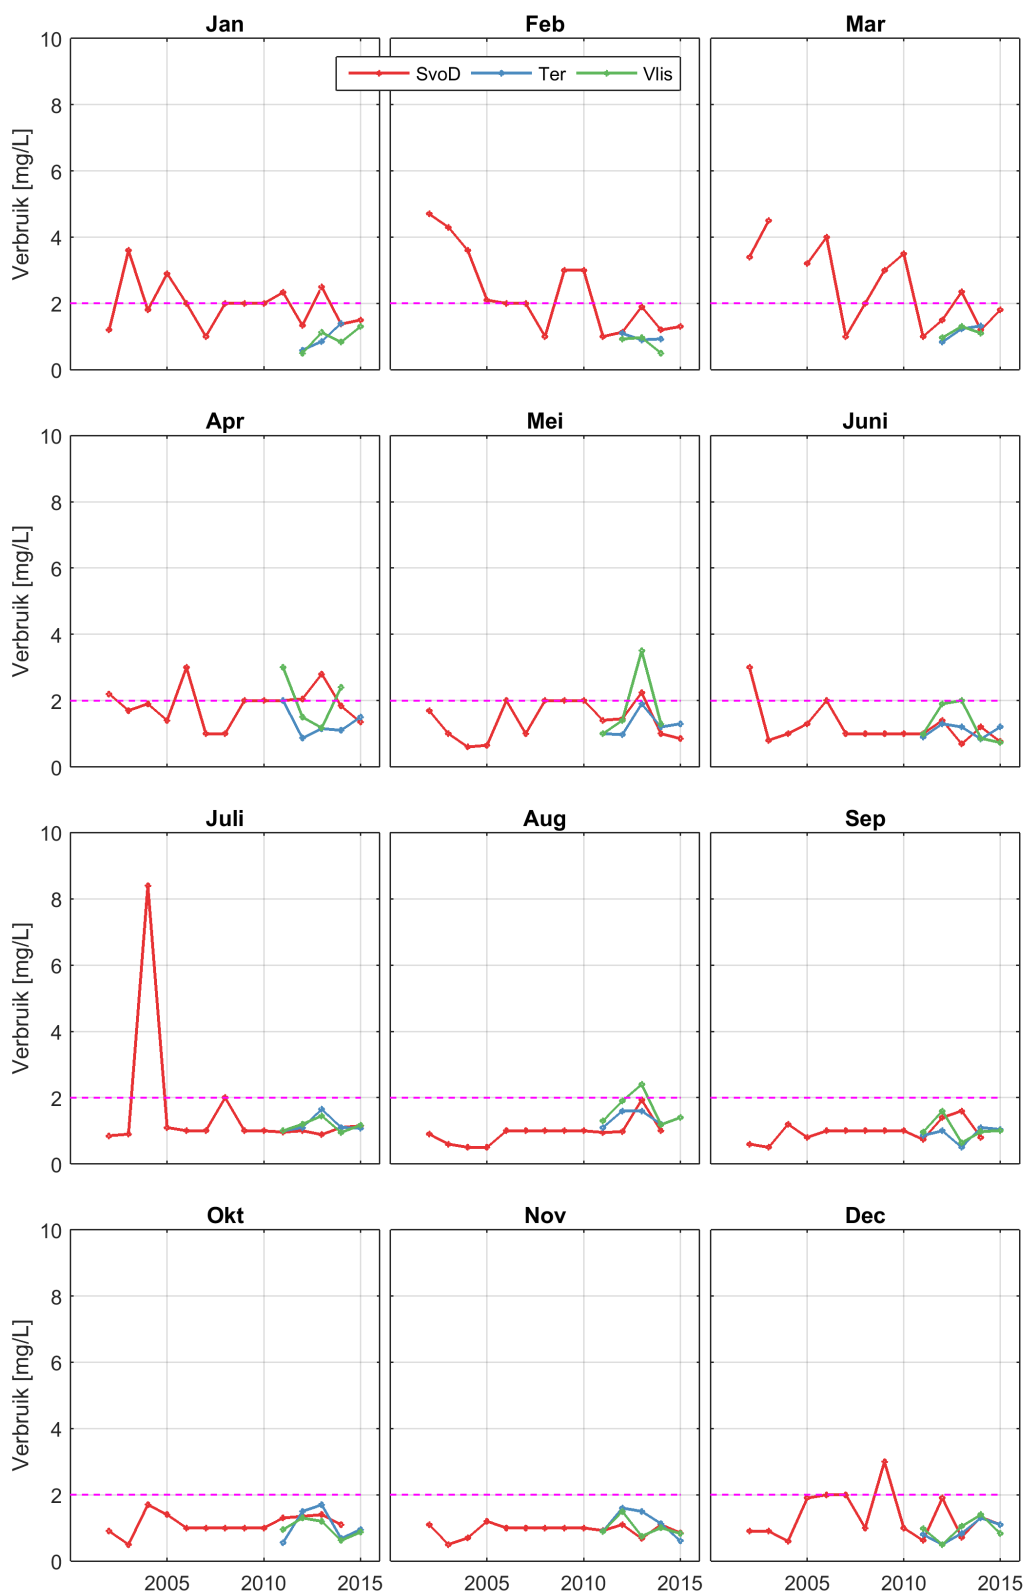 Jan Feb Mar
SvoD Ter Vlis
Verbruik [mg/L]
10
8
6
4
2
0
Apr Mei Juni
Verbruik [mg/L]
10
8
6
4
2
0
Juli Aug Sep
Verbruik [mg/L]
10
8
6
4
2
0
Okt Nov Dec
Verbruik [mg/L]
10
8
6
4
2
0
2005 2010 2015 2005 2010 2015 2005 2010 2015